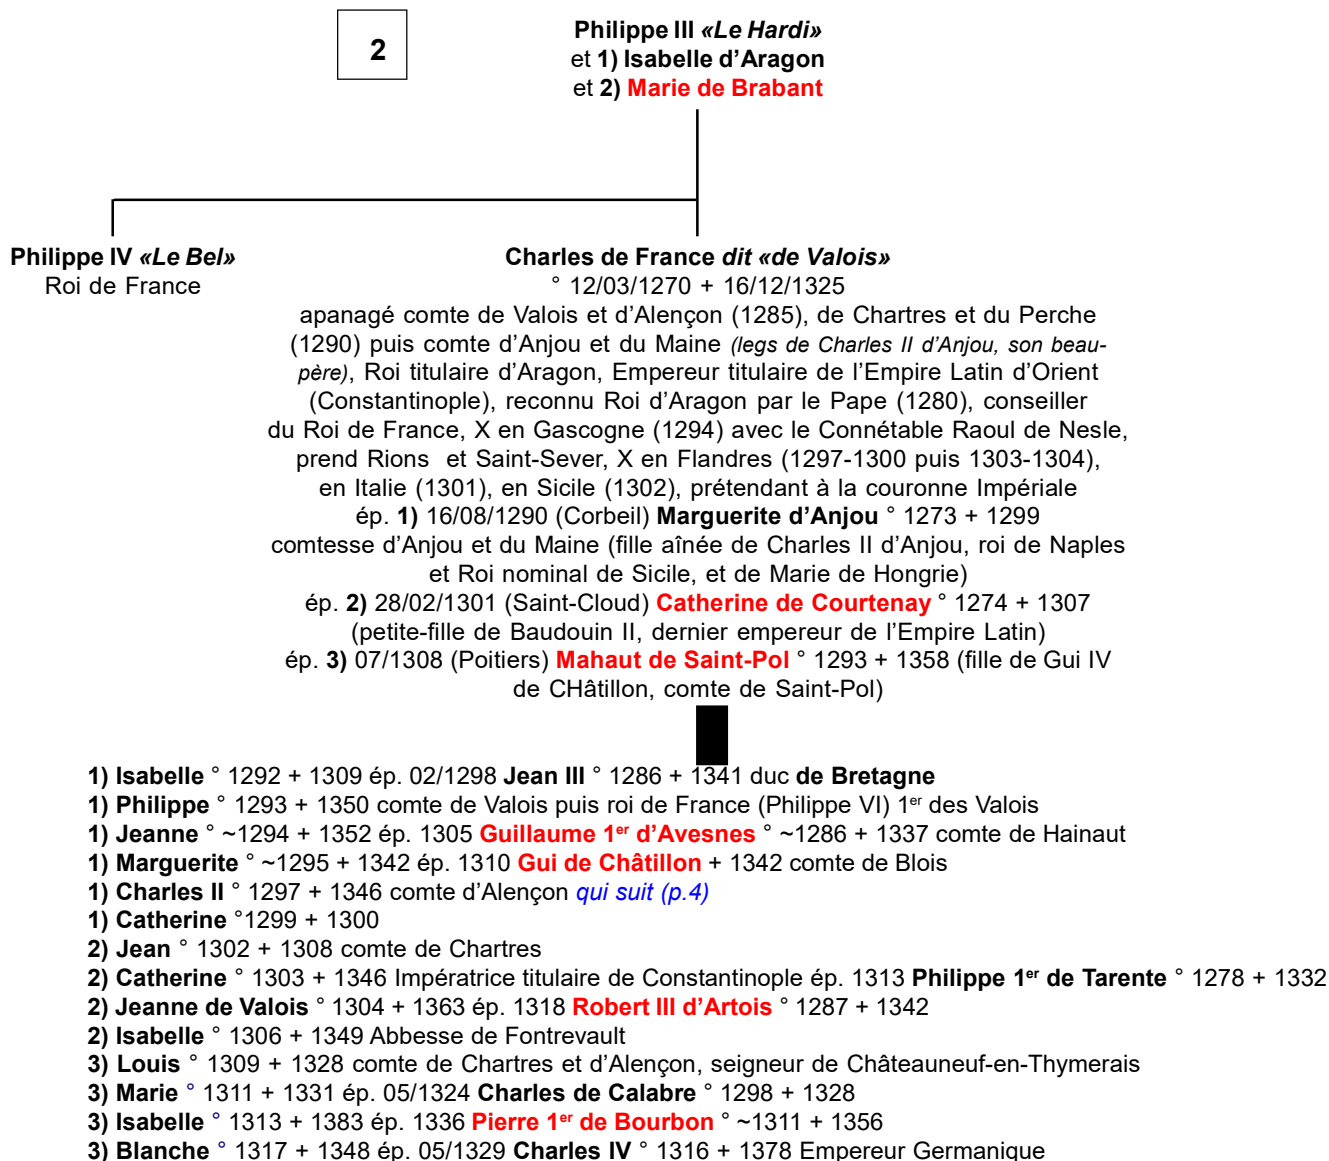 2
Philippe III «Le Hardi»
et 1) Isabelle d’Aragon
et 2) Marie de Brabant
Philippe IV «Le Bel»
Roi de France
Charles de France dit «de Valois»
° 12/03/1270 + 16/12/1325
apanagé comte de Valois et d’Alençon (1285), de Chartres et du Perche
(1290) puis comte d’Anjou et du Maine (legs de Charles II d’Anjou, son beau-
père), Roi titulaire d’Aragon, Empereur titulaire de l’Empire Latin d’Orient
(Constantinople), reconnu Roi d’Aragon par le Pape (1280), conseiller
du Roi de France, X en Gascogne (1294) avec le Connétable Raoul de Nesle,
prend Rions et Saint-Sever, X en Flandres (1297-1300 puis 1303-1304),
en Italie (1301), en Sicile (1302), prétendant à la couronne Impériale
ép. 1) 16/08/1290 (Corbeil) Marguerite d’Anjou ° 1273 + 1299
comtesse d’Anjou et du Maine (fille aînée de Charles II d’Anjou, roi de Naples
et Roi nominal de Sicile, et de Marie de Hongrie)
ép. 2) 28/02/1301 (Saint-Cloud) Catherine de Courtenay ° 1274 + 1307
(petite-fille de Baudouin II, dernier empereur de l’Empire Latin)
ép. 3) 07/1308 (Poitiers) Mahaut de Saint-Pol ° 1293 + 1358 (fille de Gui IV
de CHâtillon, comte de Saint-Pol)
1) Isabelle ° 1292 + 1309 ép. 02/1298 Jean III ° 1286 + 1341 duc de Bretagne
1) Philippe ° 1293 + 1350 comte de Valois puis roi de France (Philippe VI) 1er des Valois
1) Jeanne ° ~1294 + 1352 ép. 1305 Guillaume 1er d’Avesnes ° ~1286 + 1337 comte de Hainaut
1) Marguerite ° ~1295 + 1342 ép. 1310 Gui de Châtillon + 1342 comte de Blois
1) Charles II ° 1297 + 1346 comte d’Alençon qui suit (p.4)
1) Catherine °1299 + 1300
2) Jean ° 1302 + 1308 comte de Chartres
2) Catherine ° 1303 + 1346 Impératrice titulaire de Constantinople ép. 1313 Philippe 1er de Tarente ° 1278 + 1332
2) Jeanne de Valois ° 1304 + 1363 ép. 1318 Robert III d’Artois ° 1287 + 1342
2) Isabelle ° 1306 + 1349 Abbesse de Fontrevault
3) Louis ° 1309 + 1328 comte de Chartres et d’Alençon, seigneur de Châteauneuf-en-Thymerais
3) Marie ° 1311 + 1331 ép. 05/1324 Charles de Calabre ° 1298 + 1328
3) Isabelle ° 1313 + 1383 ép. 1336 Pierre 1er de Bourbon ° ~1311 + 1356
3) Blanche ° 1317 + 1348 ép. 05/1329 Charles IV ° 1316 + 1378 Empereur Germanique